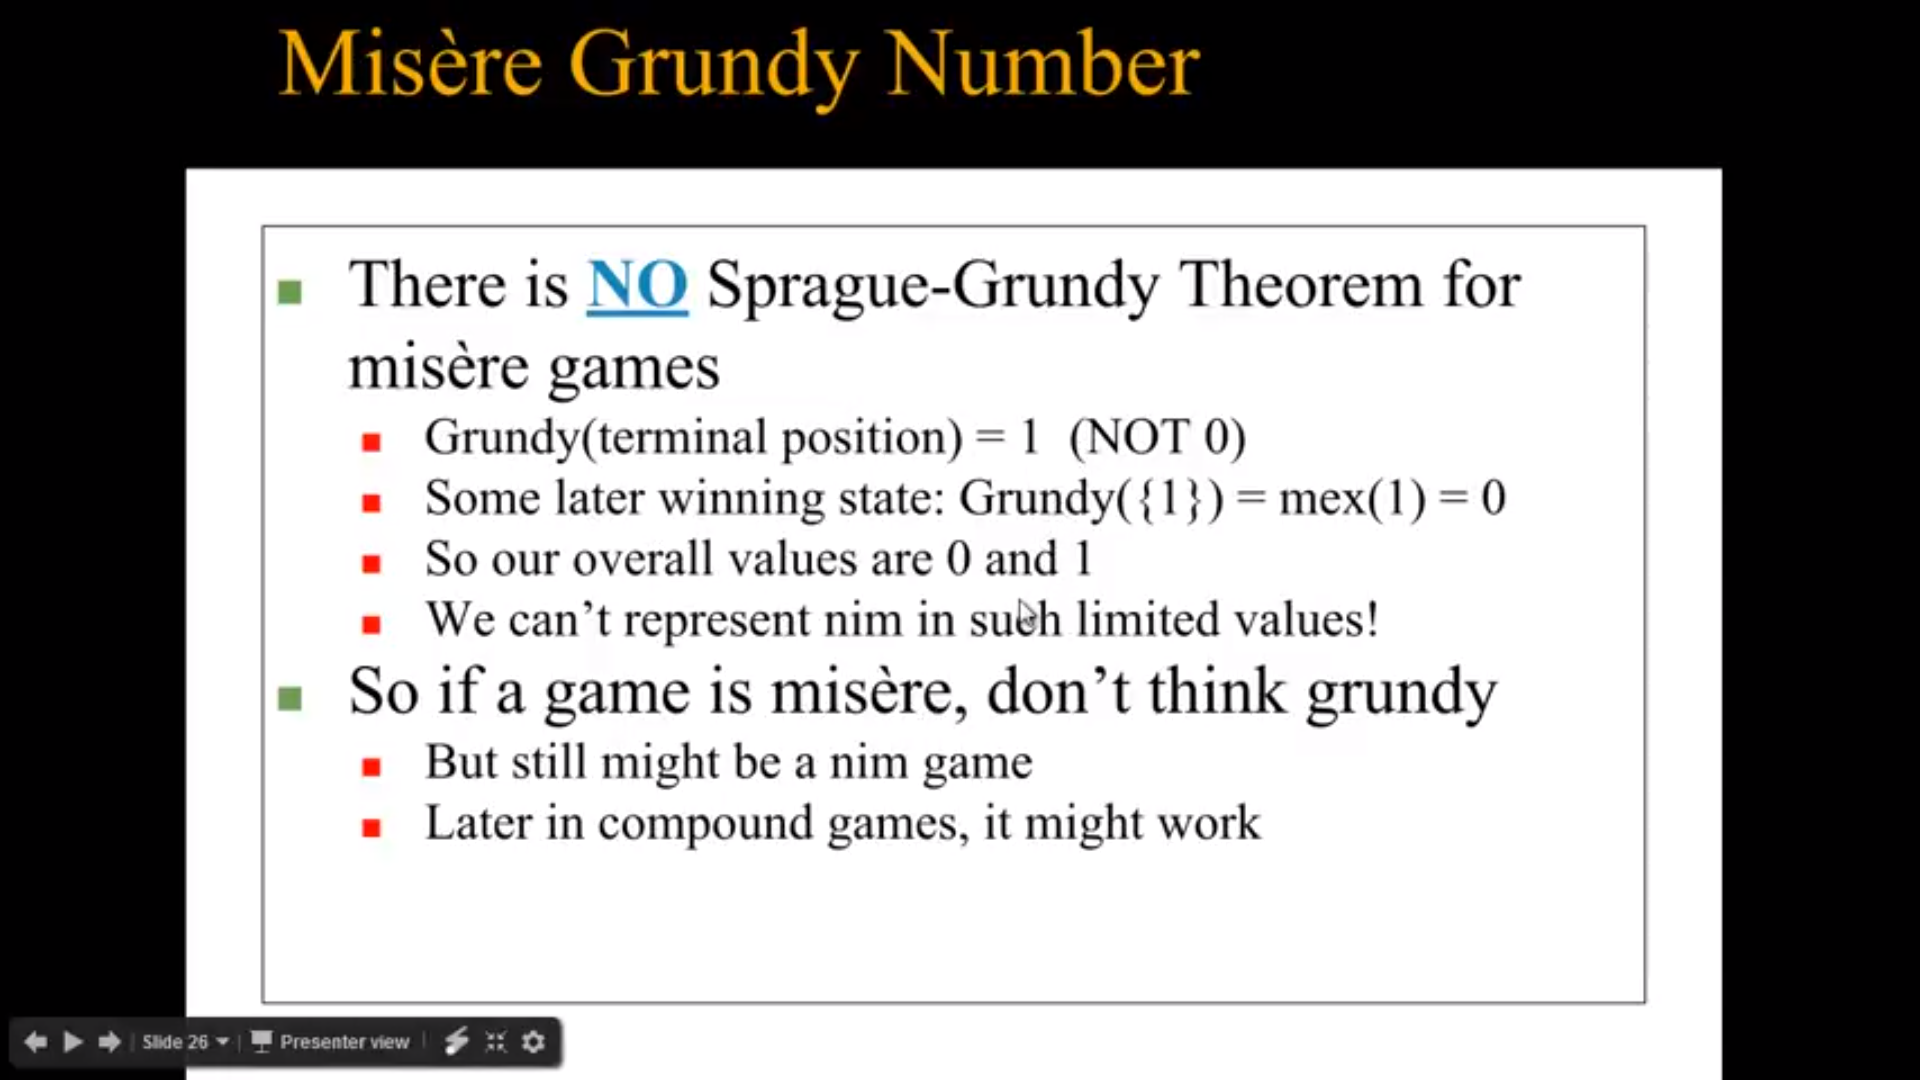 Misère Grundy Number
There is NO Sprague-Grundy Theorem for
misère games
Grundy(terminal position) = 1 (NOT 0)
Some later winning state: Grundy({1}) = mex(1) = 0
So our overall values are 0 and 1
We can’t represent nim in such limited values!
So if a game is misère, don’t think grundy
But still might be a nim game
Later in compound games, it might work
Slide 26 Presenter view